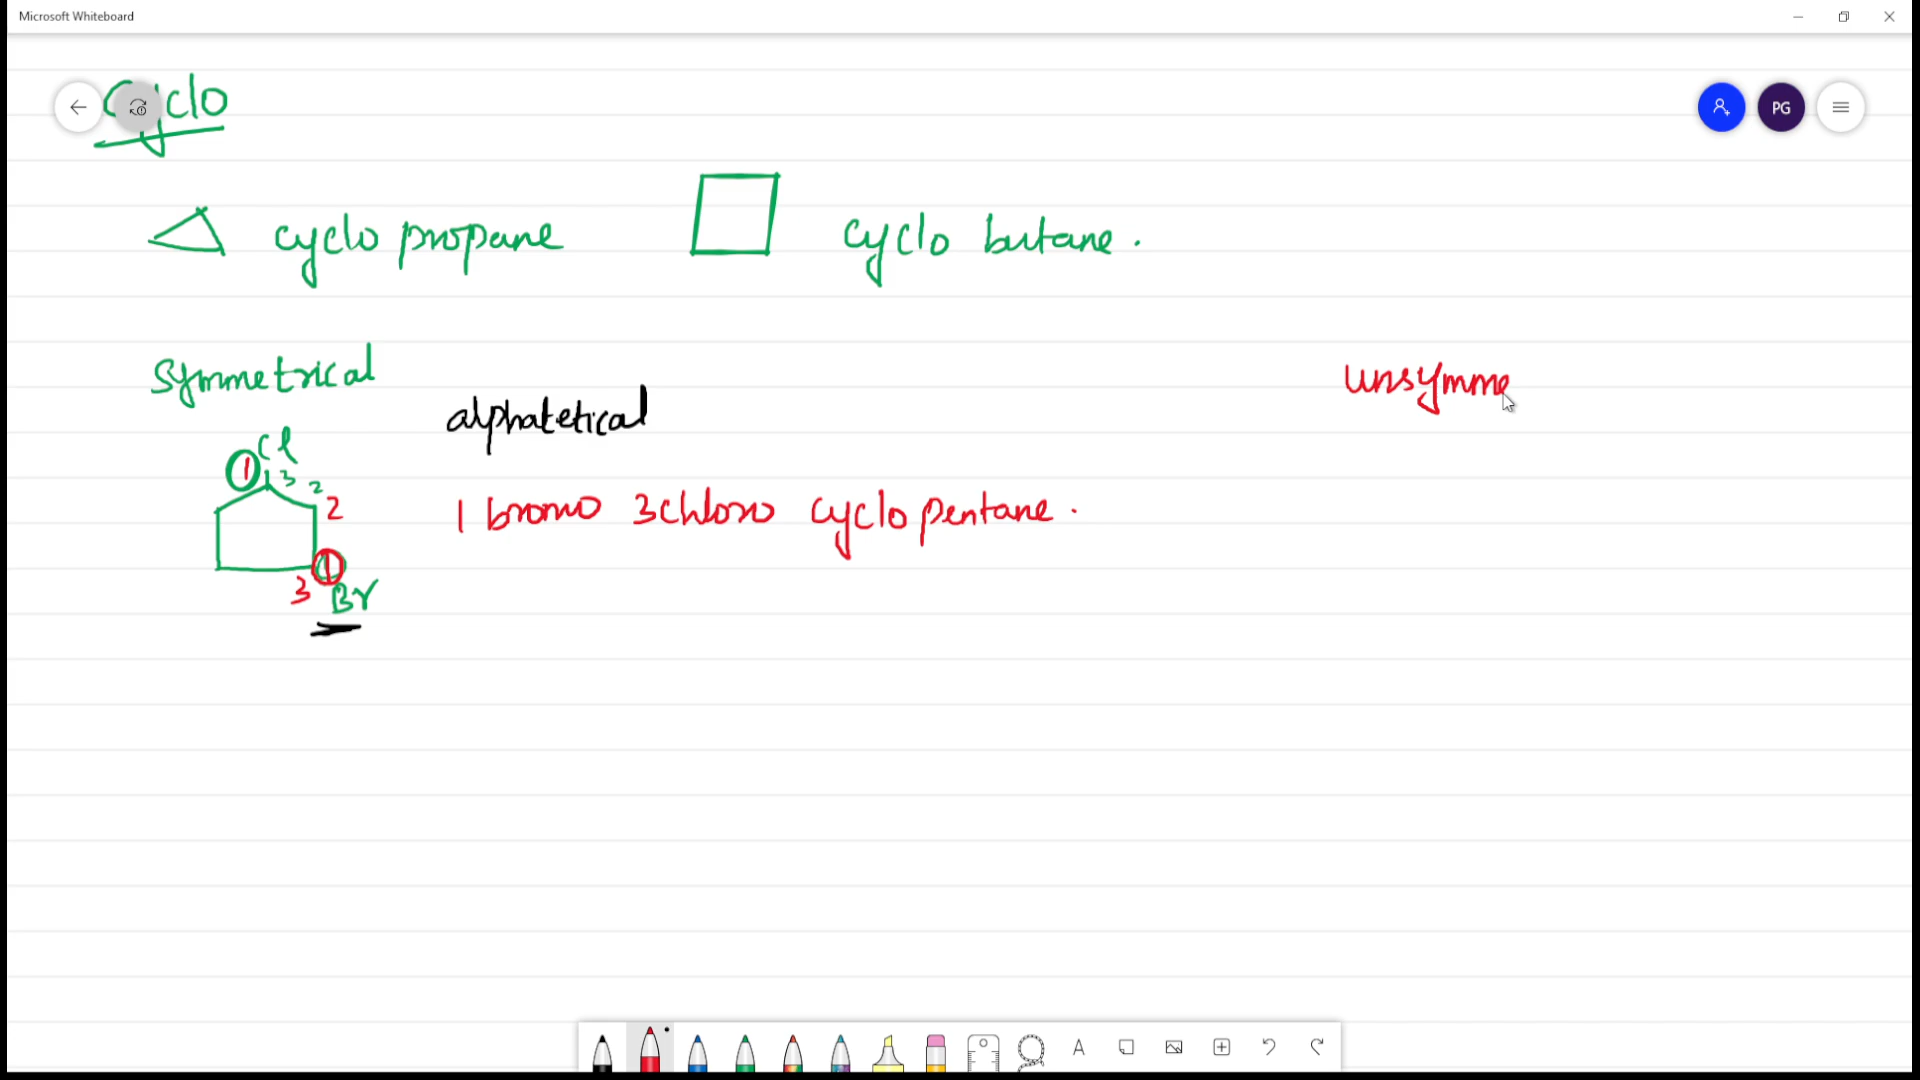 Microsoft Whiteboard
Cyclo
PG
cyclo propane
cyclo butane.
Symmetrical
alphatetical
unsymme
Cl
1
3
2
2
1 bromo 3chloro cyclopentane.
1
3
Br
A